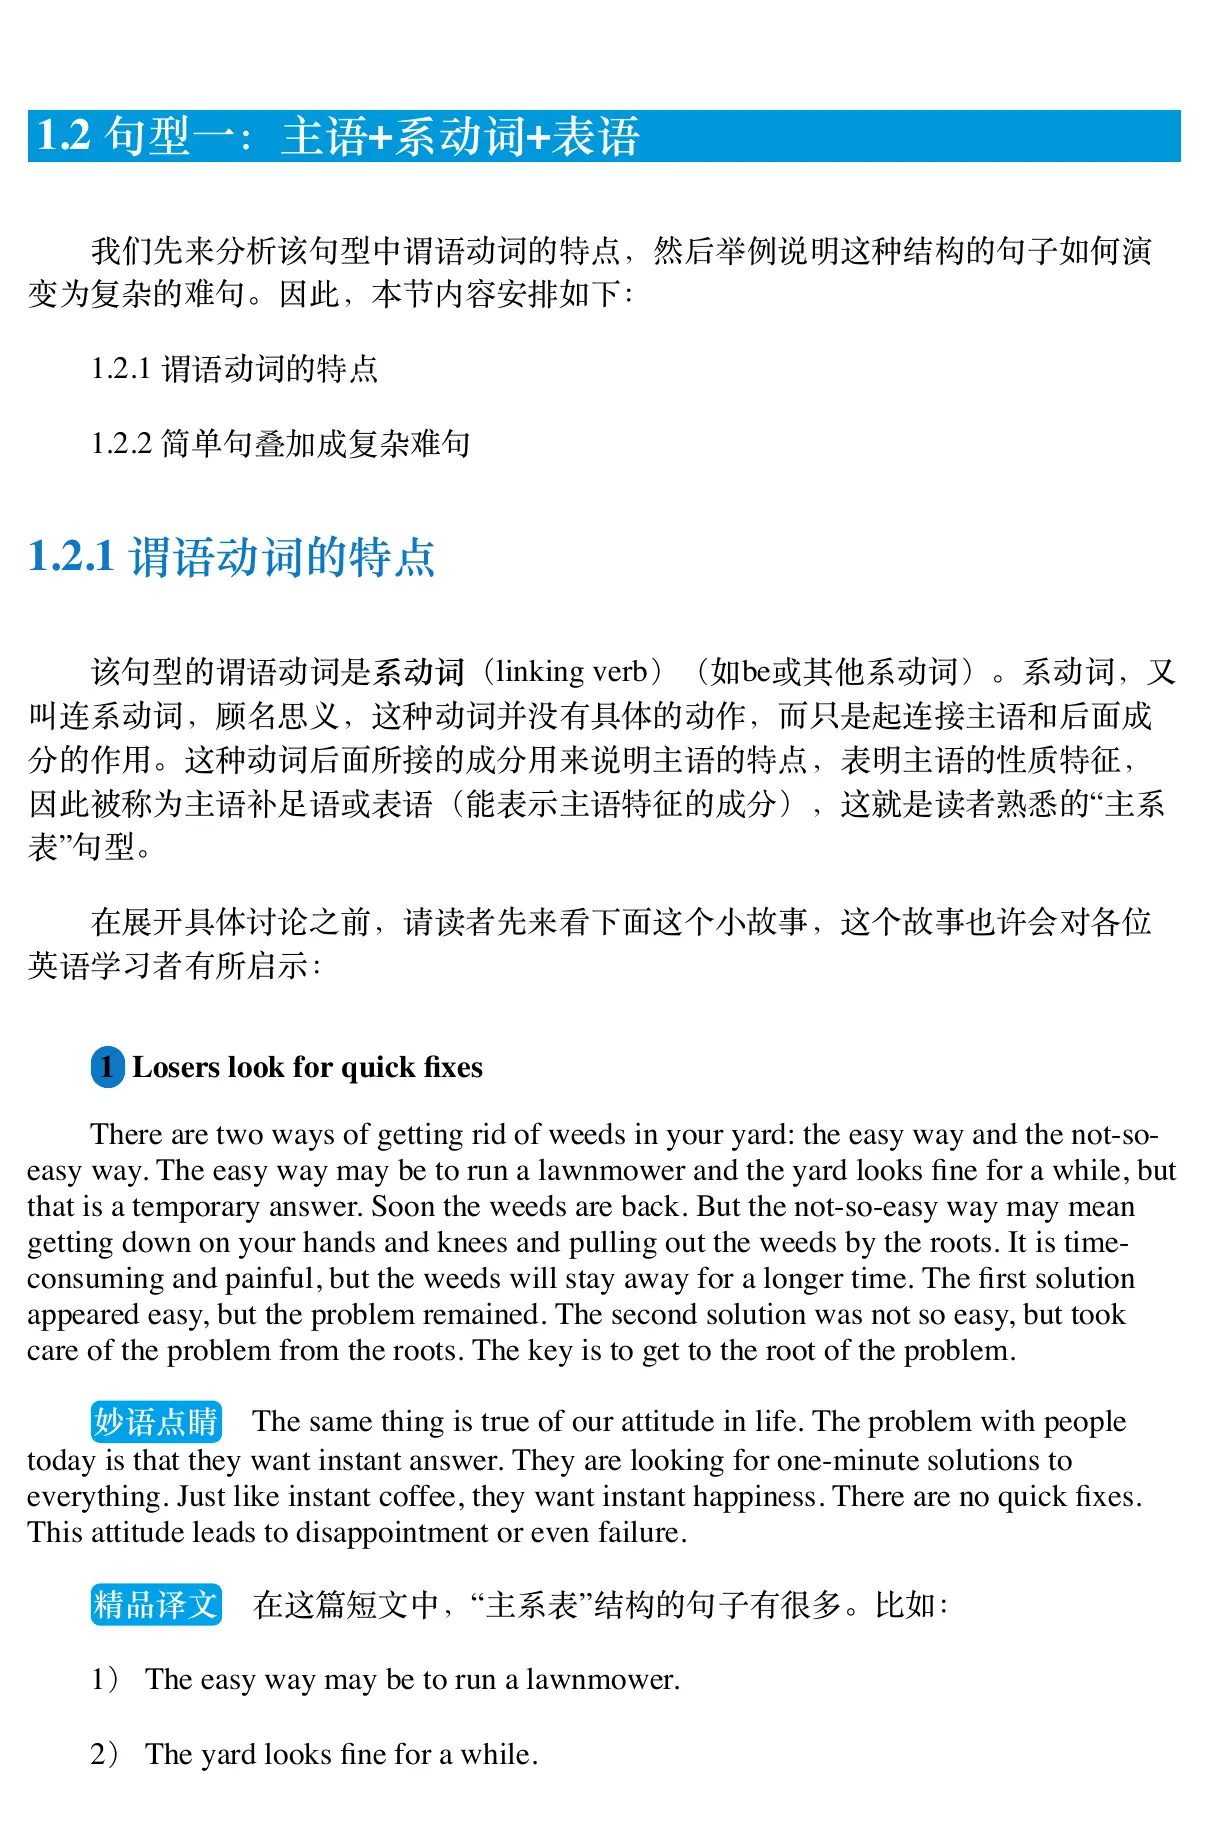 1.2 句型一：主语+系动词+表语
我们先来分析该句型中谓语动词的特点，然后举例说明这种结构的句子如何演
变为复杂的难句。因此，本节内容安排如下：
1.2.1 谓语动词的特点
1.2.2 简单句叠加成复杂难句
1.2.1 谓语动词的特点
该句型的谓语动词是系动词（linking verb）（如be或其他系动词）。系动词，又
叫连系动词，顾名思义，这种动词并没有具体的动作，而只是起连接主语和后面成
分的作用。这种动词后面所接的成分用来说明主语的特点，表明主语的性质特征，
因此被称为主语补足语或表语（能表示主语特征的成分），这就是读者熟悉的“主系
表”句型。
在展开具体讨论之前，请读者先来看下面这个小故事，这个故事也许会对各位
英语学习者有所启示：
1 Losers look for quick fixes
There are two ways of getting rid of weeds in your yard: the easy way and the not-so-
easy way. The easy way may be to run a lawnmower and the yard looks fine for a while, but
that is a temporary answer. Soon the weeds are back. But the not-so-easy way may mean
getting down on your hands and knees and pulling out the weeds by the roots. It is time-
consuming and painful, but the weeds will stay away for a longer time. The first solution
appeared easy, but the problem remained. The second solution was not so easy, but took
care of the problem from the roots. The key is to get to the root of the problem.
妙语点睛 The same thing is true of our attitude in life. The problem with people
today is that they want instant answer. They are looking for one-minute solutions to
everything. Just like instant coffee, they want instant happiness. There are no quick fixes.
This attitude leads to disappointment or even failure.
精品译文 在这篇短文中，“主系表”结构的句子有很多。比如：
1） The easy way may be to run a lawnmower.
2） The yard looks fine for a while.